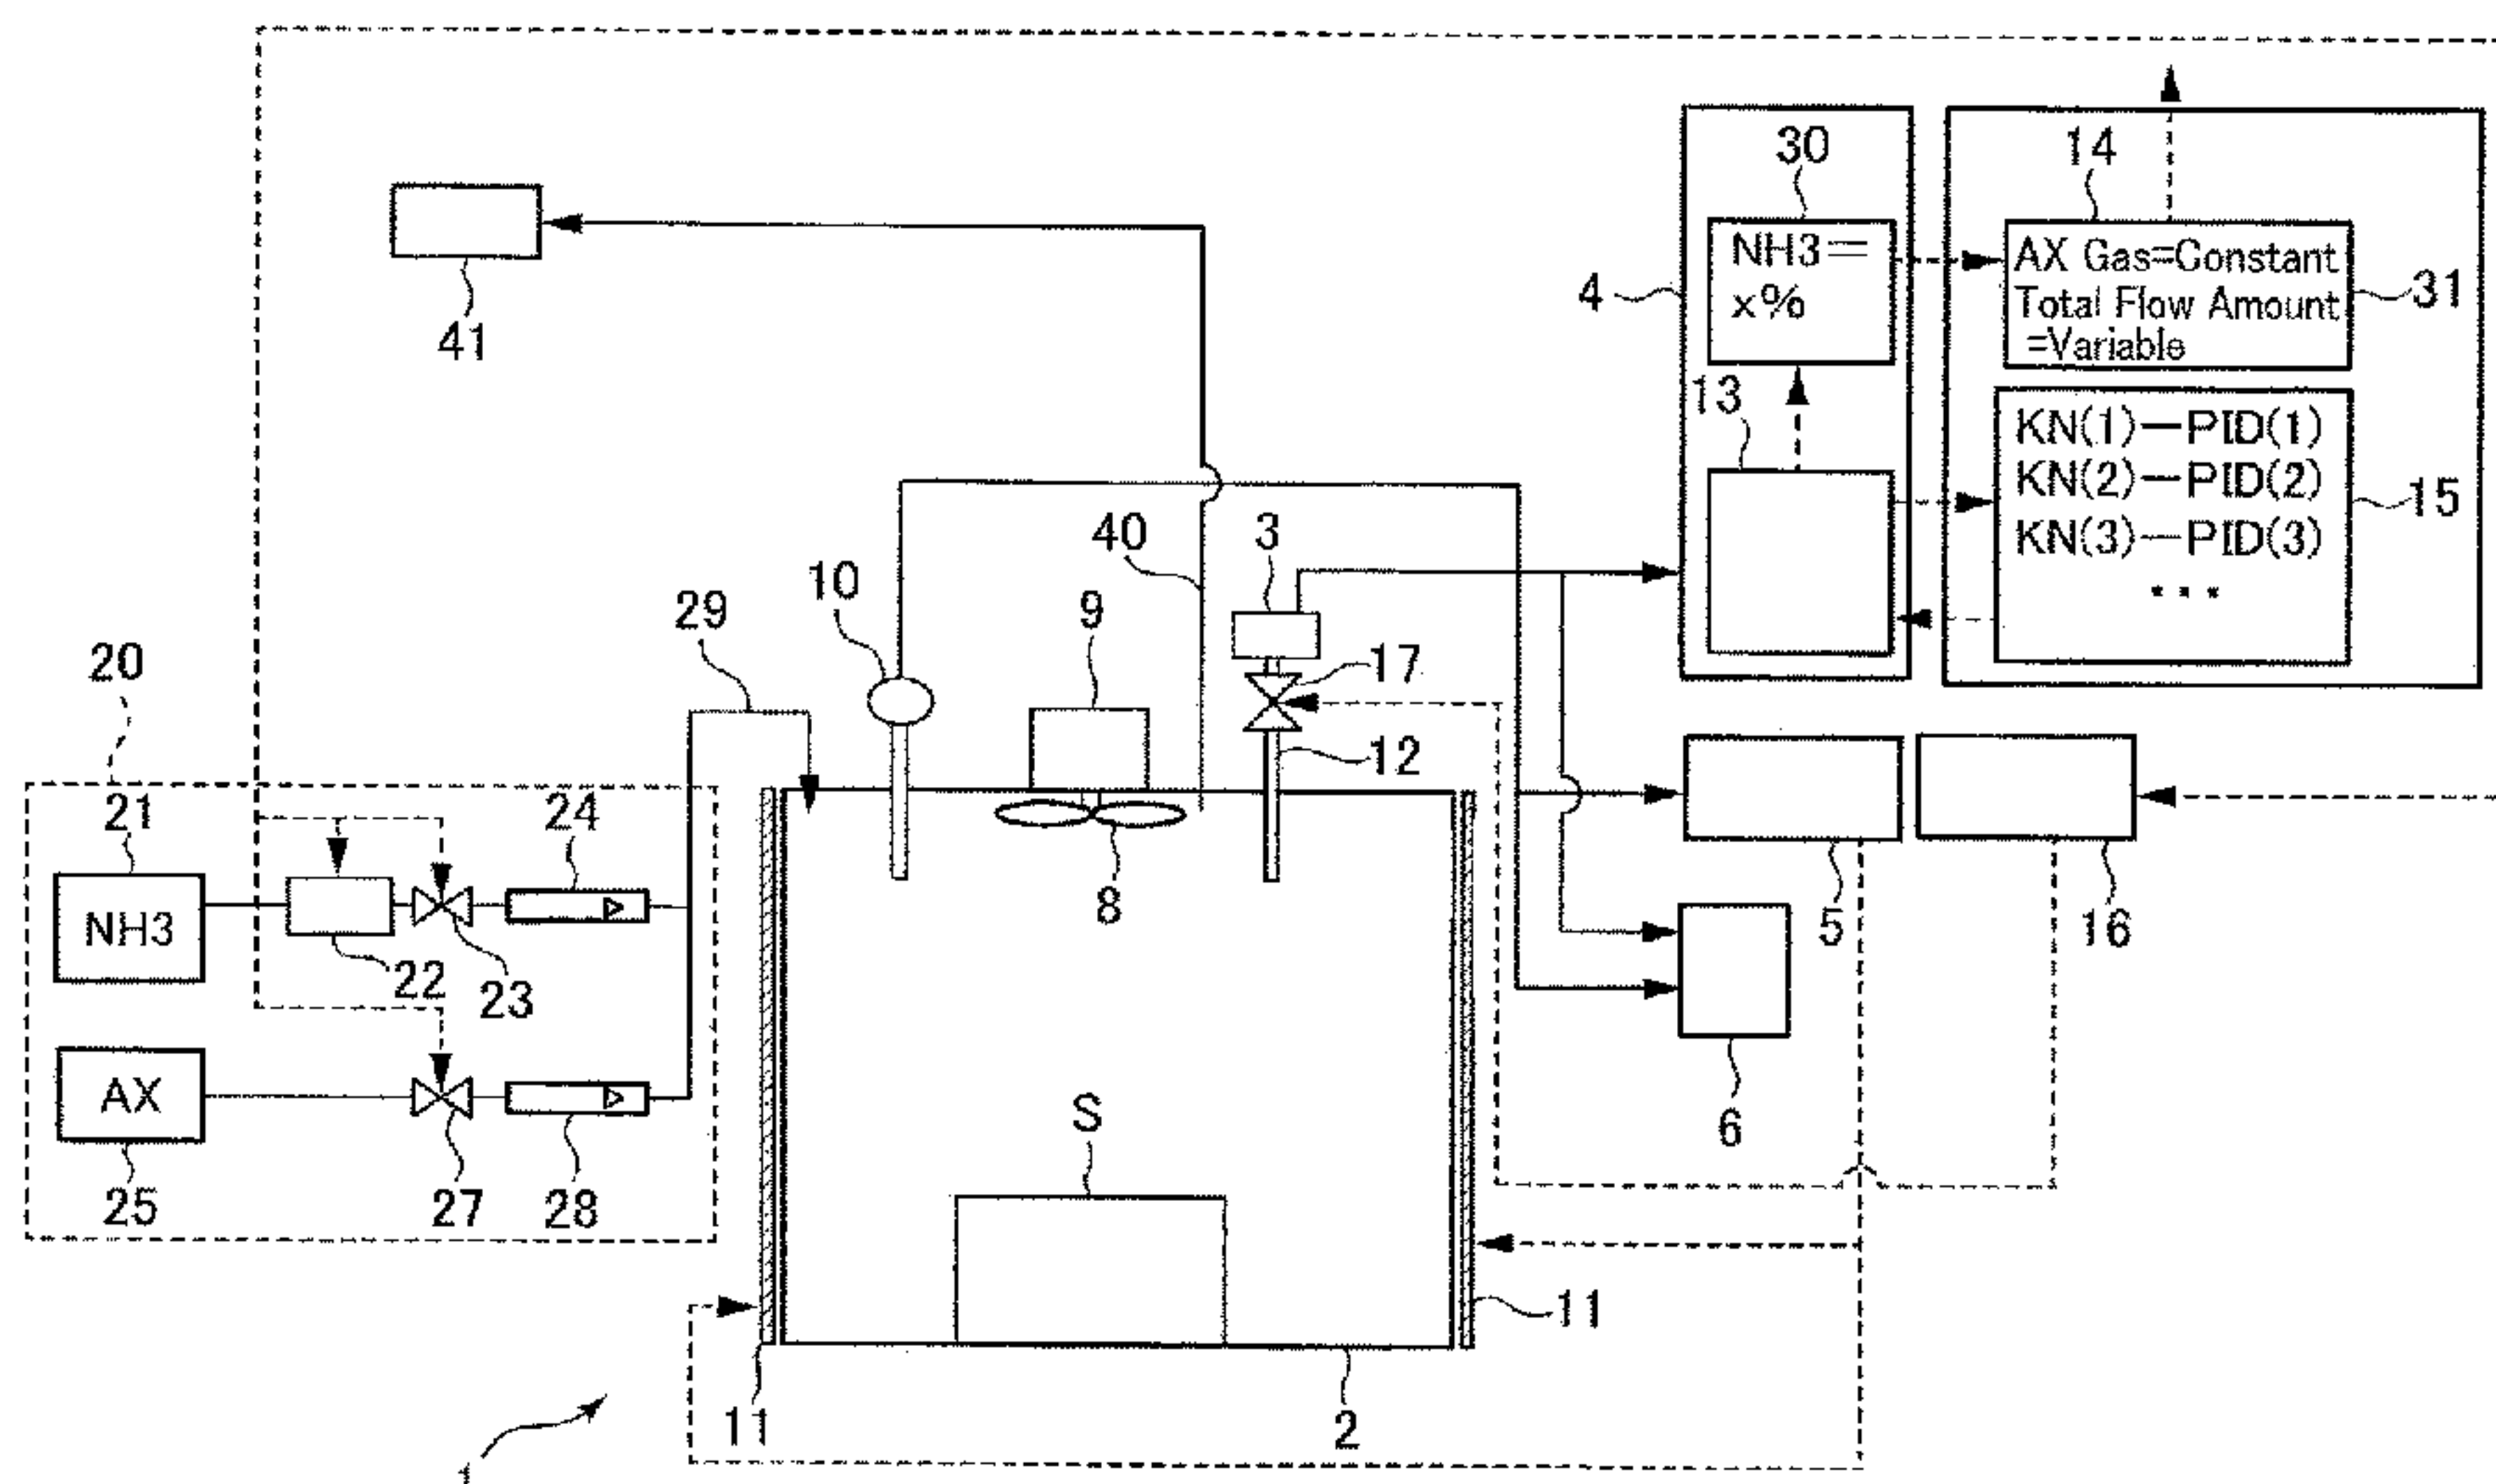 30
14
NH3=
x%
AX Gas=Constant
Total Flow Amount
=Variable
4
31
41
13
KN(1)—PID(1)
KN(2)—PID(2)
KN(3)—PID(3)
...
15
40
3
10
9
29
17
20
12
21
24
NH3
8
5
16
22
23
AX
S
6
25
27
28
11
11
2
1